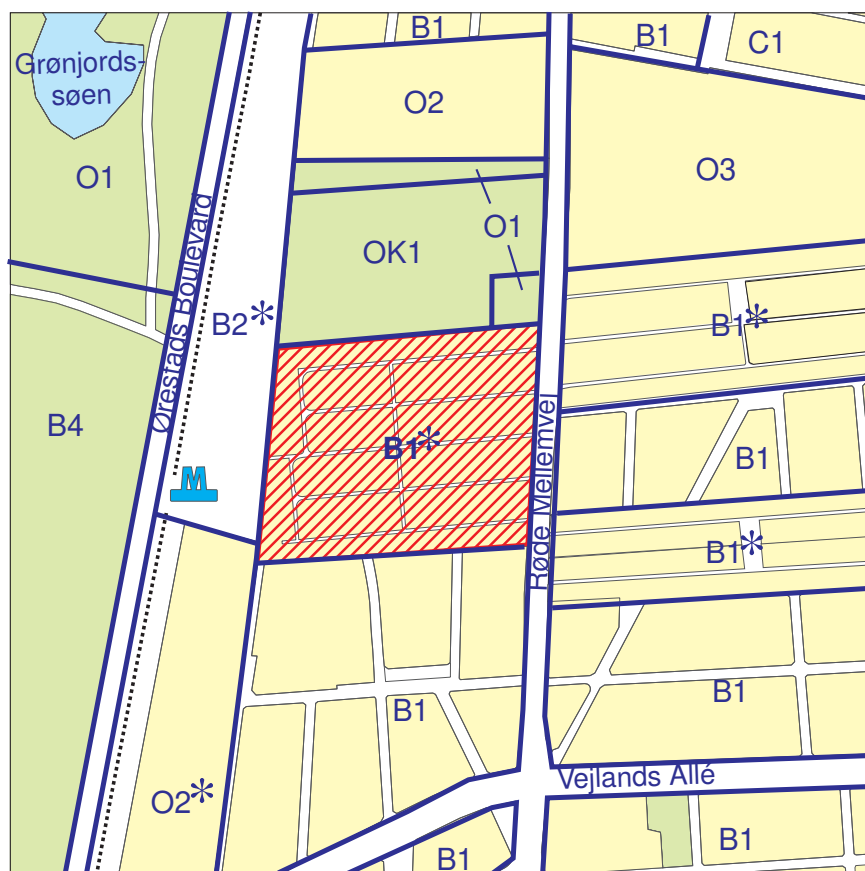 B1
B1
C1
Grønjords-
søen
O2
O1
O3
O1
OK1
B2*
B1*
Ørestads Boulevard
B4
B1*
B1
M
Røde Mellemvej
B1*
B1
B1
O2*
Vejlands Allé
B1
B1